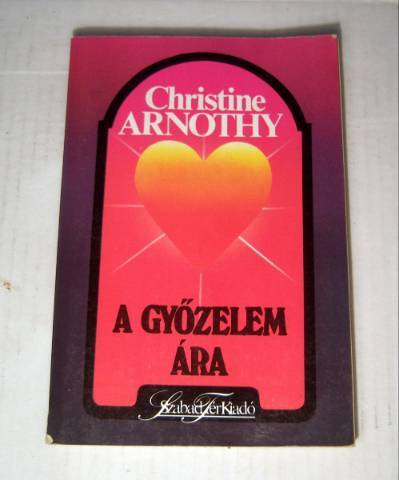 Christine
ARNOTHY
A GYŐZELEM
ÁRA
Szabad Tér Kiadó